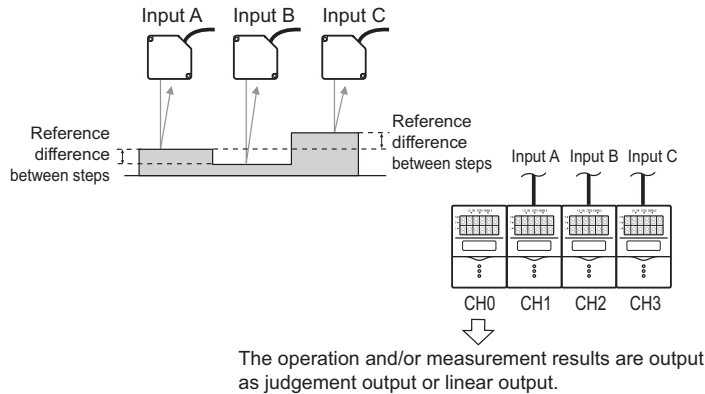 Input A Input B Input C
Reference
difference
between steps
Reference
difference
between steps
Input A Input B Input C
CH0 CH1 CH2 CH3
The operation and/or measurement results are output
as judgement output or linear output.